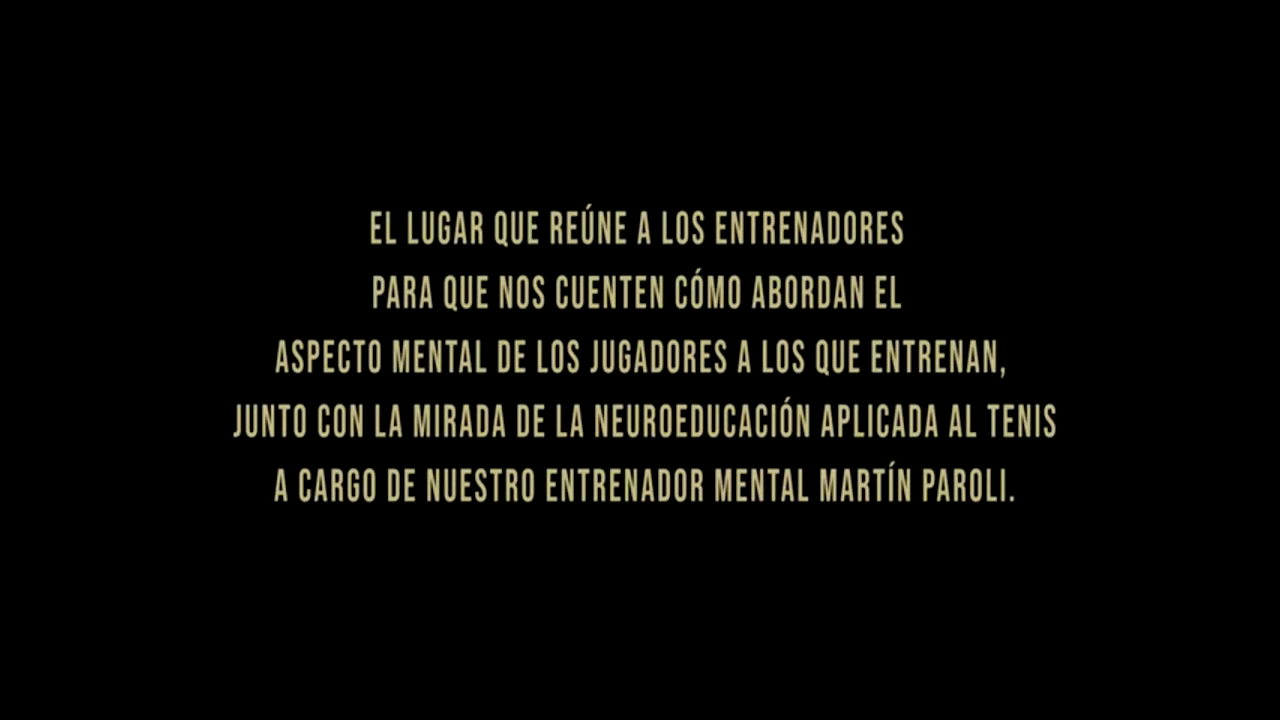 EL LUGAR QUE REÚNE A LOS ENTRENADORES
PARA QUE NOS CUENTEN CÓMO ABORDAN EL
ASPECTO MENTAL DE LOS JUGADORES A LOS QUE ENTRENAN,
JUNTO CON LA MIRADA DE LA NEUROEDUCACIÓN APLICADA AL TENIS
A CARGO DE NUESTRO ENTRENADOR MENTAL MARTÍN PAROLI.